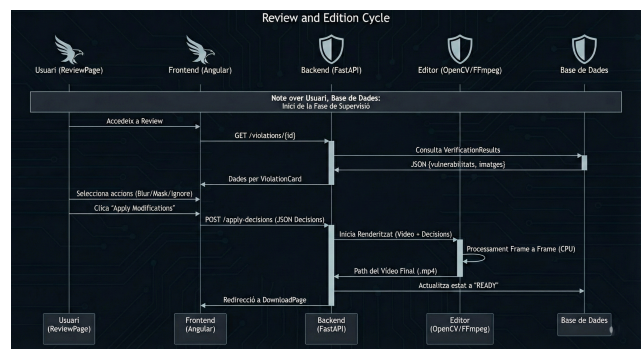 Review and Edition Cycle
Usuari (ReviewPage)
Frontend (Angular)
Backend (FastAPI)
Editor (OpenCV/FFmpeg)
Base de Dades
Note over Usuari, Base de Dades:
Inici de la Fase de Supervisió
Accedeix a Review
GET /violations/{id}
Consulta VerificationResults
JSON {vulnerabilitats, imatges}
Dades per ViolationCard
Selecciona accions (Blur/Mask/Ignore)
Clica "Apply Modifications"
POST /apply-decisions (JSON Decisions)
Inicia Renderitzat (Video + Decisions)
Processament Frame a Frame (CPU)
Path del Vídeo Final (.mp4)
Actualitza estat a "READY"
Redirecció a DownloadPage
Usuari
(ReviewPage)
Frontend
(Angular)
Backend
(FastAPI)
Editor
(OpenCV/FFmpeg)
Base de Dades